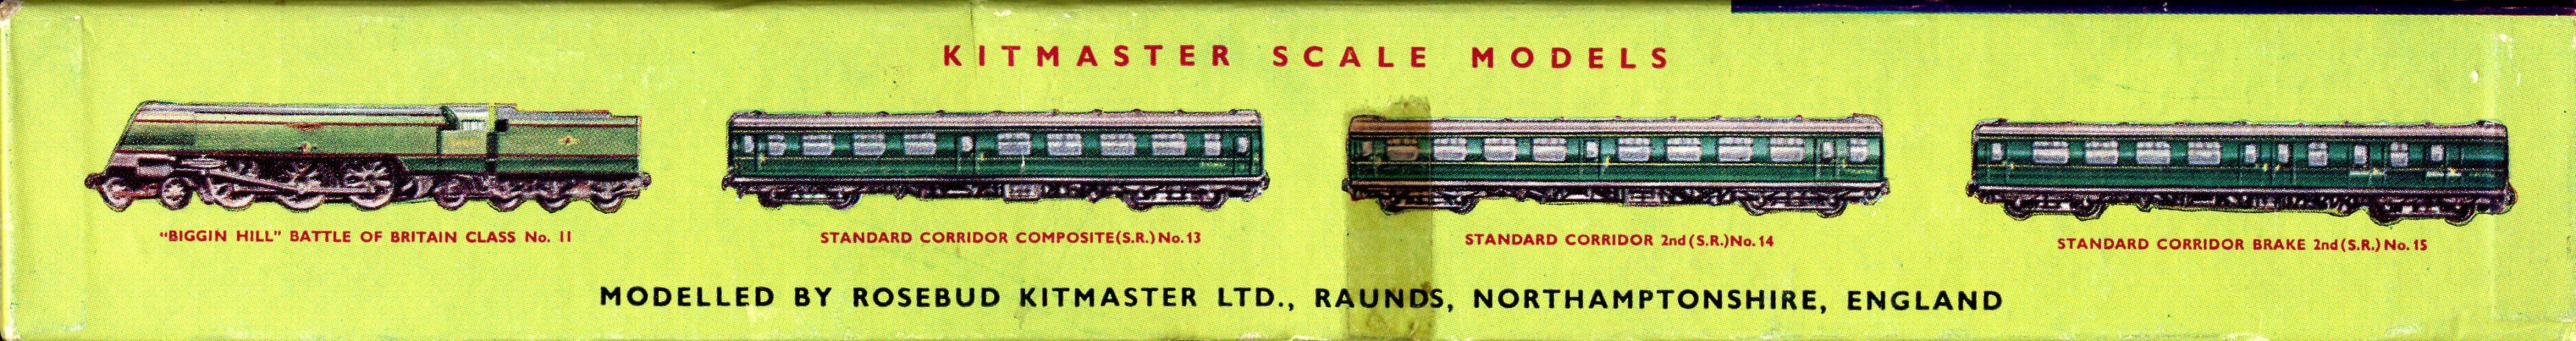 KITMASTER SCALE MODELS
“BIGGIN HILL” BATTLE OF BRITAIN CLASS No. 11
STANDARD CORRIDOR COMPOSITE(S.R.) No.13
STANDARD CORRIDOR 2nd (S.R.)No.14
STANDARD CORRIDOR BRAKE 2nd (S.R.) No. 15
MODELLED BY ROSEBUD KITMASTER LTD., RAUNDS, NORTHAMPTONSHIRE, ENGLAND